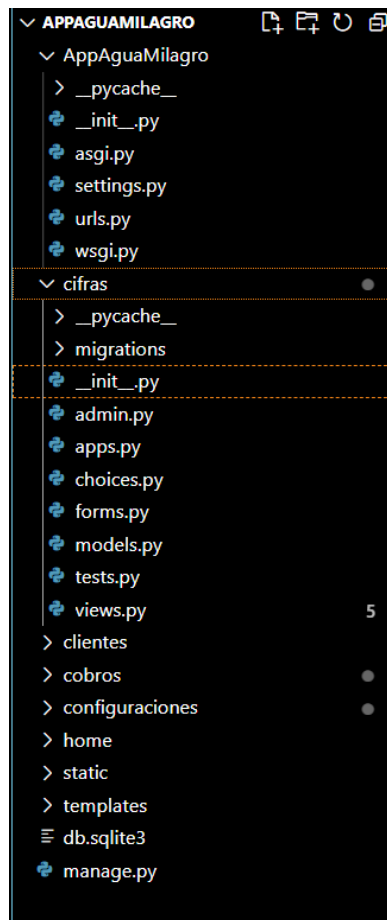 APPAGUAMILAGRO
AppAguaMilagro
__pycache__
__init__.py
asgi.py
settings.py
urls.py
wsgi.py
cifras
__pycache__
migrations
__init__.py
admin.py
apps.py
choices.py
forms.py
models.py
tests.py
views.py 5
clientes
cobros
configuraciones
home
static
templates
db.sqlite3
manage.py